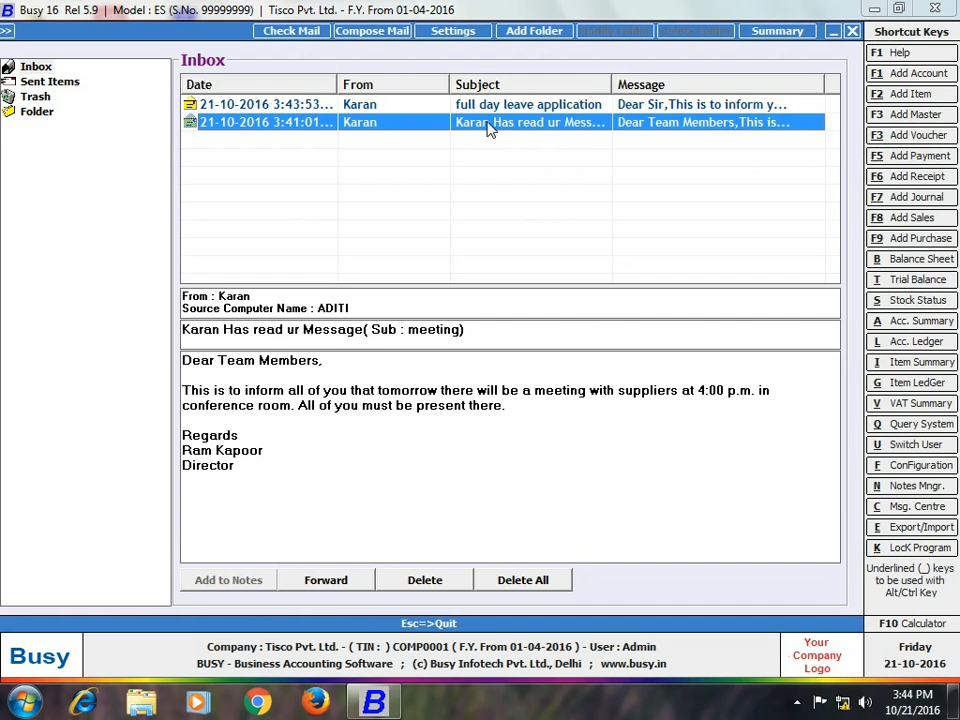 Busy 16 Rel 5.9 | Model : ES (S.No. 99999999) | Tisco Pvt. Ltd. - F.Y. From 01-04-2016
>> Check Mail Compose Mail Settings Add Folder Summary
Shortcut Keys
Inbox
Sent Items
Trash
Folder
Inbox
Date From Subject Message
21-10-2016 3:43:53... Karan full day leave application Dear Sir,This is to inform y...
21-10-2016 3:41:01... Karan Karan Has read ur Mess... Dear Team Members,This is...
From : Karan
Source Computer Name : ADITI
Karan Has read ur Message( Sub : meeting)
Dear Team Members,
This is to inform all of you that tomorrow there will be a meeting with suppliers at 4:00 p.m. in
conference room. All of you must be present there.
Regards
Ram Kapoor
Director
Add to Notes Forward Delete Delete All
F1 Help
F1 Add Account
F2 Add Item
F3 Add Master
F3 Add Voucher
F5 Add Payment
F6 Add Receipt
F7 Add Journal
F8 Add Sales
F9 Add Purchase
B Balance Sheet
T Trial Balance
S Stock Status
A Acc. Summary
L Acc. Ledger
I Item Summary
G Item LedGer
V VAT Summary
Q Query System
U Switch User
F ConFiguration
N Notes Mngr.
C Msg. Centre
E Export/Import
K LocK Program
Underlined (_) keys
to be used with
Alt/Ctrl Key
Esc=>Quit
F10 Calculator
Busy
Company : Tisco Pvt. Ltd. - ( TIN : ) COMP0001 ( F.Y. From 01-04-2016 ) - User : Admin
BUSY - Business Accounting Software ; (c) Busy Infotech Pvt. Ltd., Delhi ; www.busy.in
Your
Company
Logo
Friday
21-10-2016
3:44 PM
10/21/2016